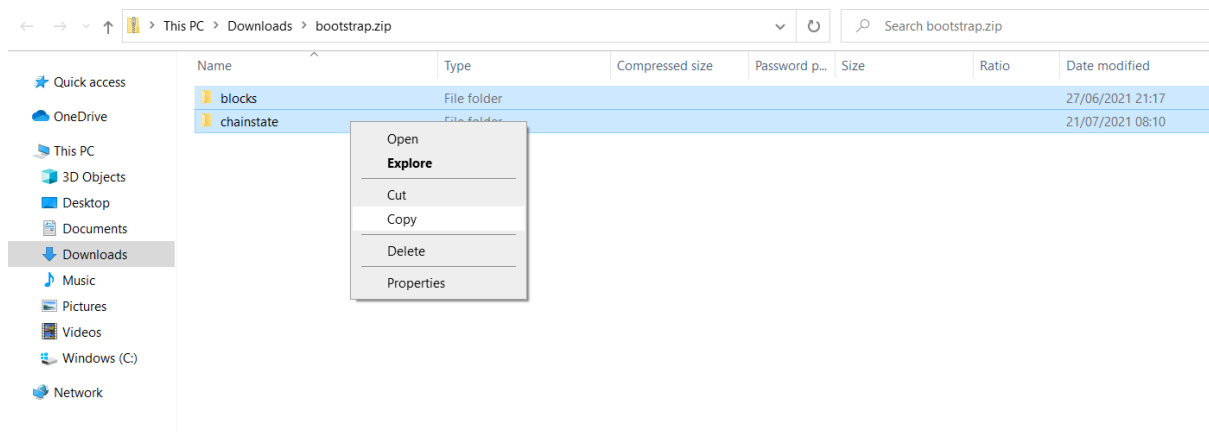 This PC > Downloads > bootstrap.zip
Search bootstrap.zip
Name Type Compressed size Password p... Size Ratio Date modified
blocks File folder 27/06/2021 21:17
chainstate File folder 21/07/2021 08:10
Quick access
OneDrive
This PC
3D Objects
Desktop
Documents
Downloads
Music
Pictures
Videos
Windows (C:)
Network
Open
Explore
Cut
Copy
Delete
Properties